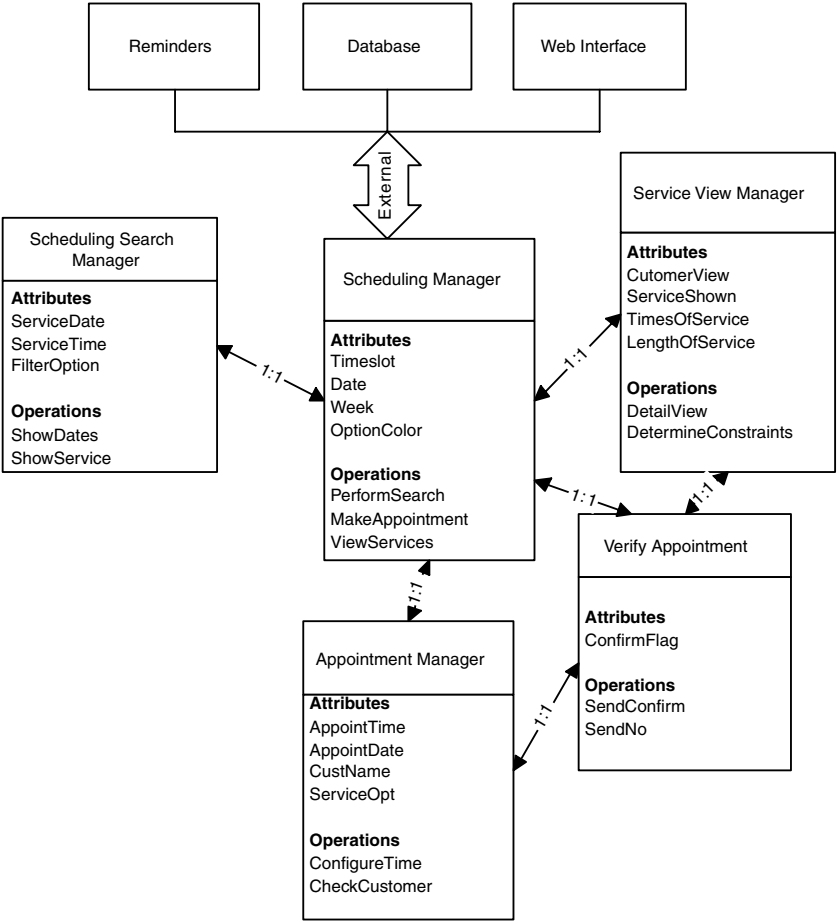 Reminders
Database
Web Interface
External
Service View Manager
Attributes
CutomerView
ServiceShown
TimesOfService
LengthOfService
Operations
DetailView
DetermineConstraints
Scheduling Search
Manager
Attributes
ServiceDate
ServiceTime
FilterOption
Operations
ShowDates
ShowService
1:1
Scheduling Manager
Attributes
Timeslot
Date
Week
OptionColor
Operations
PerformSearch
MakeAppointment
ViewServices
1:1
1:1
1:1
Verify Appointment
Attributes
ConfirmFlag
Operations
SendConfirm
SendNo
1:1
Appointment Manager
Attributes
AppointTime
AppointDate
CustName
ServiceOpt
Operations
ConfigureTime
CheckCustomer
1:1